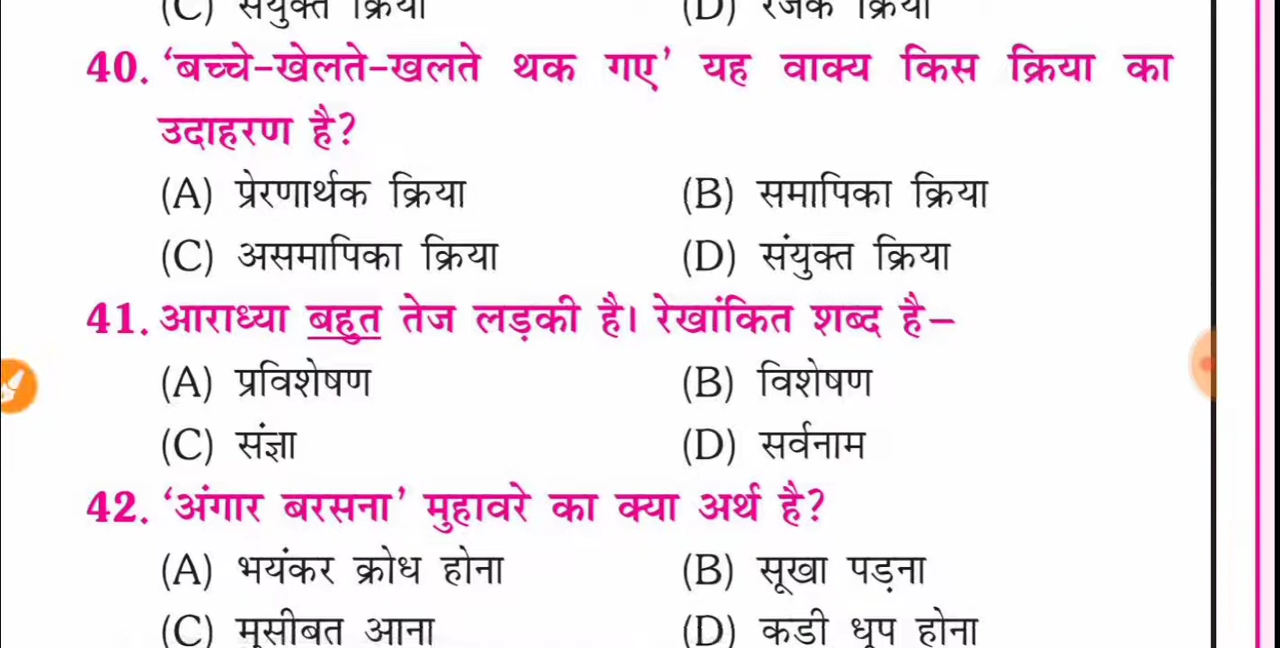 (C) संयुक्त क्रिया (D) रंजक क्रिया
40. ‘बच्चे-खेलते-खलते थक गए’ यह वाक्य किस क्रिया का
उदाहरण है?
(A) प्रेरणार्थक क्रिया (B) समापिका क्रिया
(C) असमापिका क्रिया (D) संयुक्त क्रिया
41. आराध्या बहुत तेज लड़की है। रेखांकित शब्द है–
(A) प्रविशेषण (B) विशेषण
(C) संज्ञा (D) सर्वनाम
42. ‘अंगार बरसना’ मुहावरे का क्या अर्थ है?
(A) भयंकर क्रोध होना (B) सूखा पड़ना
(C) मुसीबत आना (D) कडी धूप होना